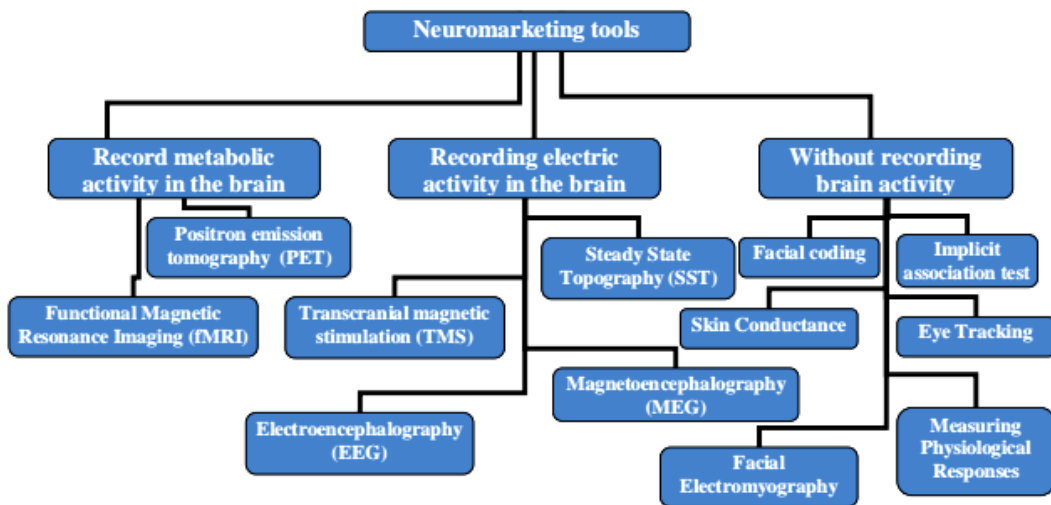 Neuromarketing tools
Record metabolic
activity in the brain
Recording electric
activity in the brain
Without recording
brain activity
Positron emission
tomography (PET)
Functional Magnetic
Resonance Imaging (fMRI)
Steady State
Topography (SST)
Transcranial magnetic
stimulation (TMS)
Magnetoencephalography
(MEG)
Electroencephalography
(EEG)
Facial coding
Implicit
association test
Skin Conductance
Eye Tracking
Facial
Electromyography
Measuring
Physiological
Responses